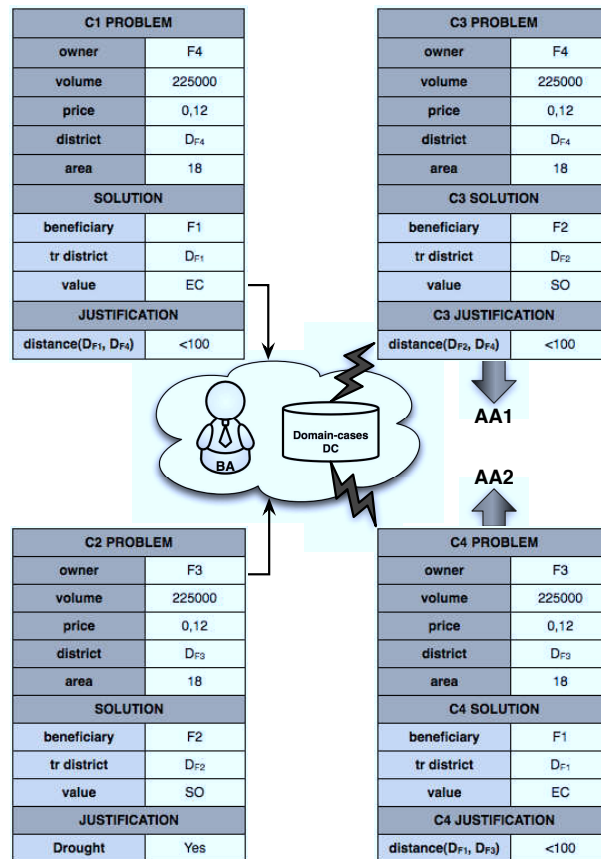 C1 PROBLEM
owner F4
volume 225000
price 0,12
district DF4
area 18
SOLUTION
beneficiary F1
tr district DF1
value EC
JUSTIFICATION
distance(DF1, DF4) <100
C3 PROBLEM
owner F4
volume 225000
price 0,12
district DF4
area 18
C3 SOLUTION
beneficiary F2
tr district DF2
value SO
C3 JUSTIFICATION
distance(DF2, DF4) <100
BA
Domain-cases
DC
AA1
AA2
C2 PROBLEM
owner F3
volume 225000
price 0,12
district DF3
area 18
SOLUTION
beneficiary F2
tr district DF2
value SO
JUSTIFICATION
Drought Yes
C4 PROBLEM
owner F3
volume 225000
price 0,12
district DF3
area 18
C4 SOLUTION
beneficiary F1
tr district DF1
value EC
C4 JUSTIFICATION
distance(DF1, DF3) <100